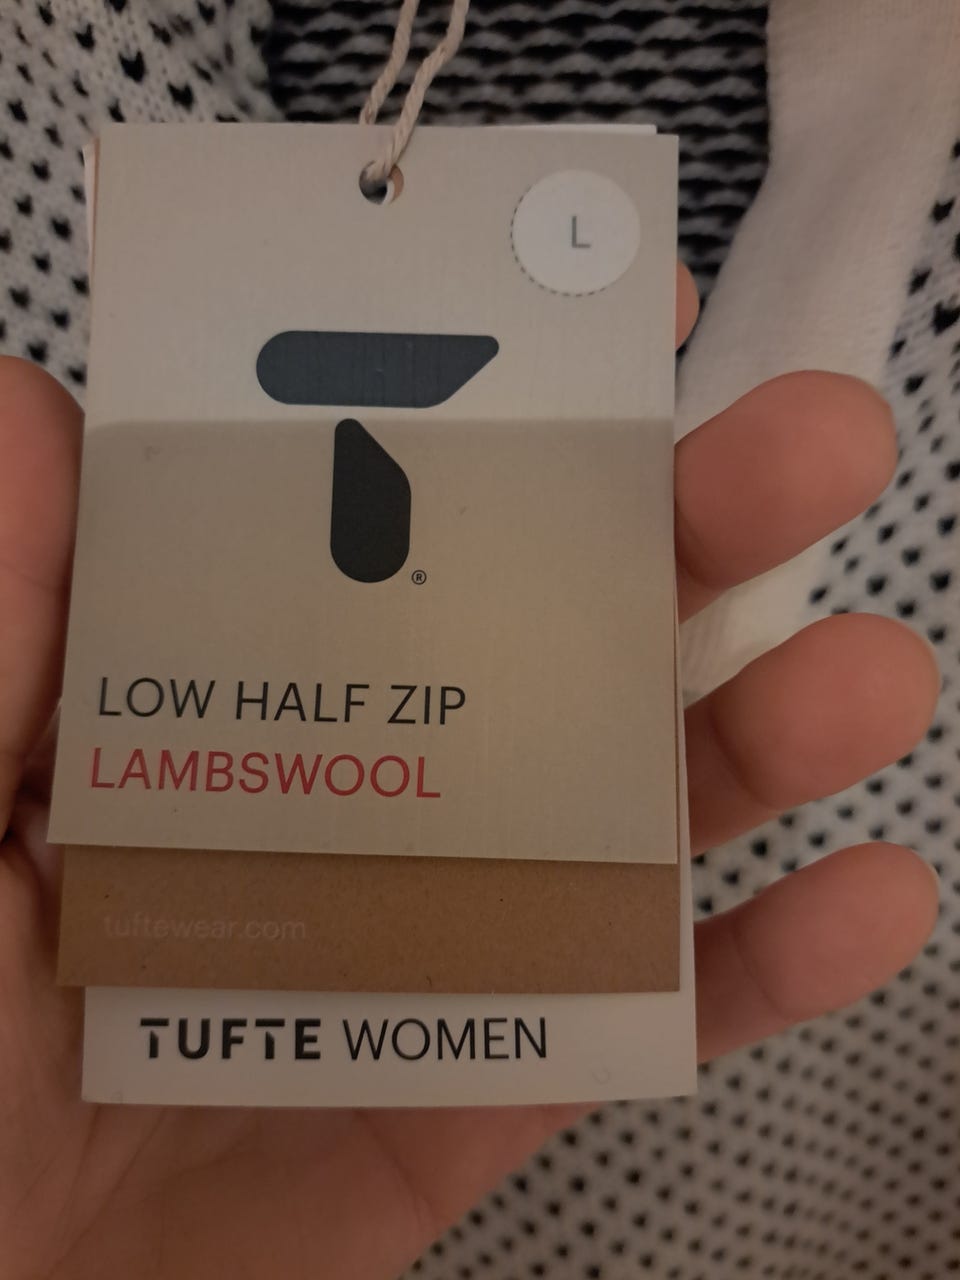 L
®
LOW HALF ZIP
LAMBSWOOL
tuftewear.com
TUFTE WOMEN